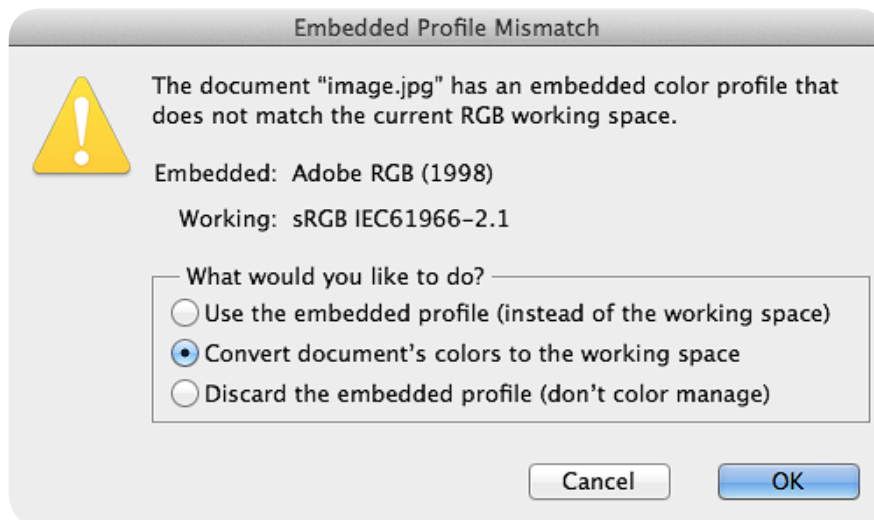 Embedded Profile Mismatch
The document “image.jpg” has an embedded color profile that
does not match the current RGB working space.
Embedded: Adobe RGB (1998)
Working: sRGB IEC61966–2.1
What would you like to do?
Use the embedded profile (instead of the working space)
Convert document’s colors to the working space
Discard the embedded profile (don’t color manage)
Cancel OK